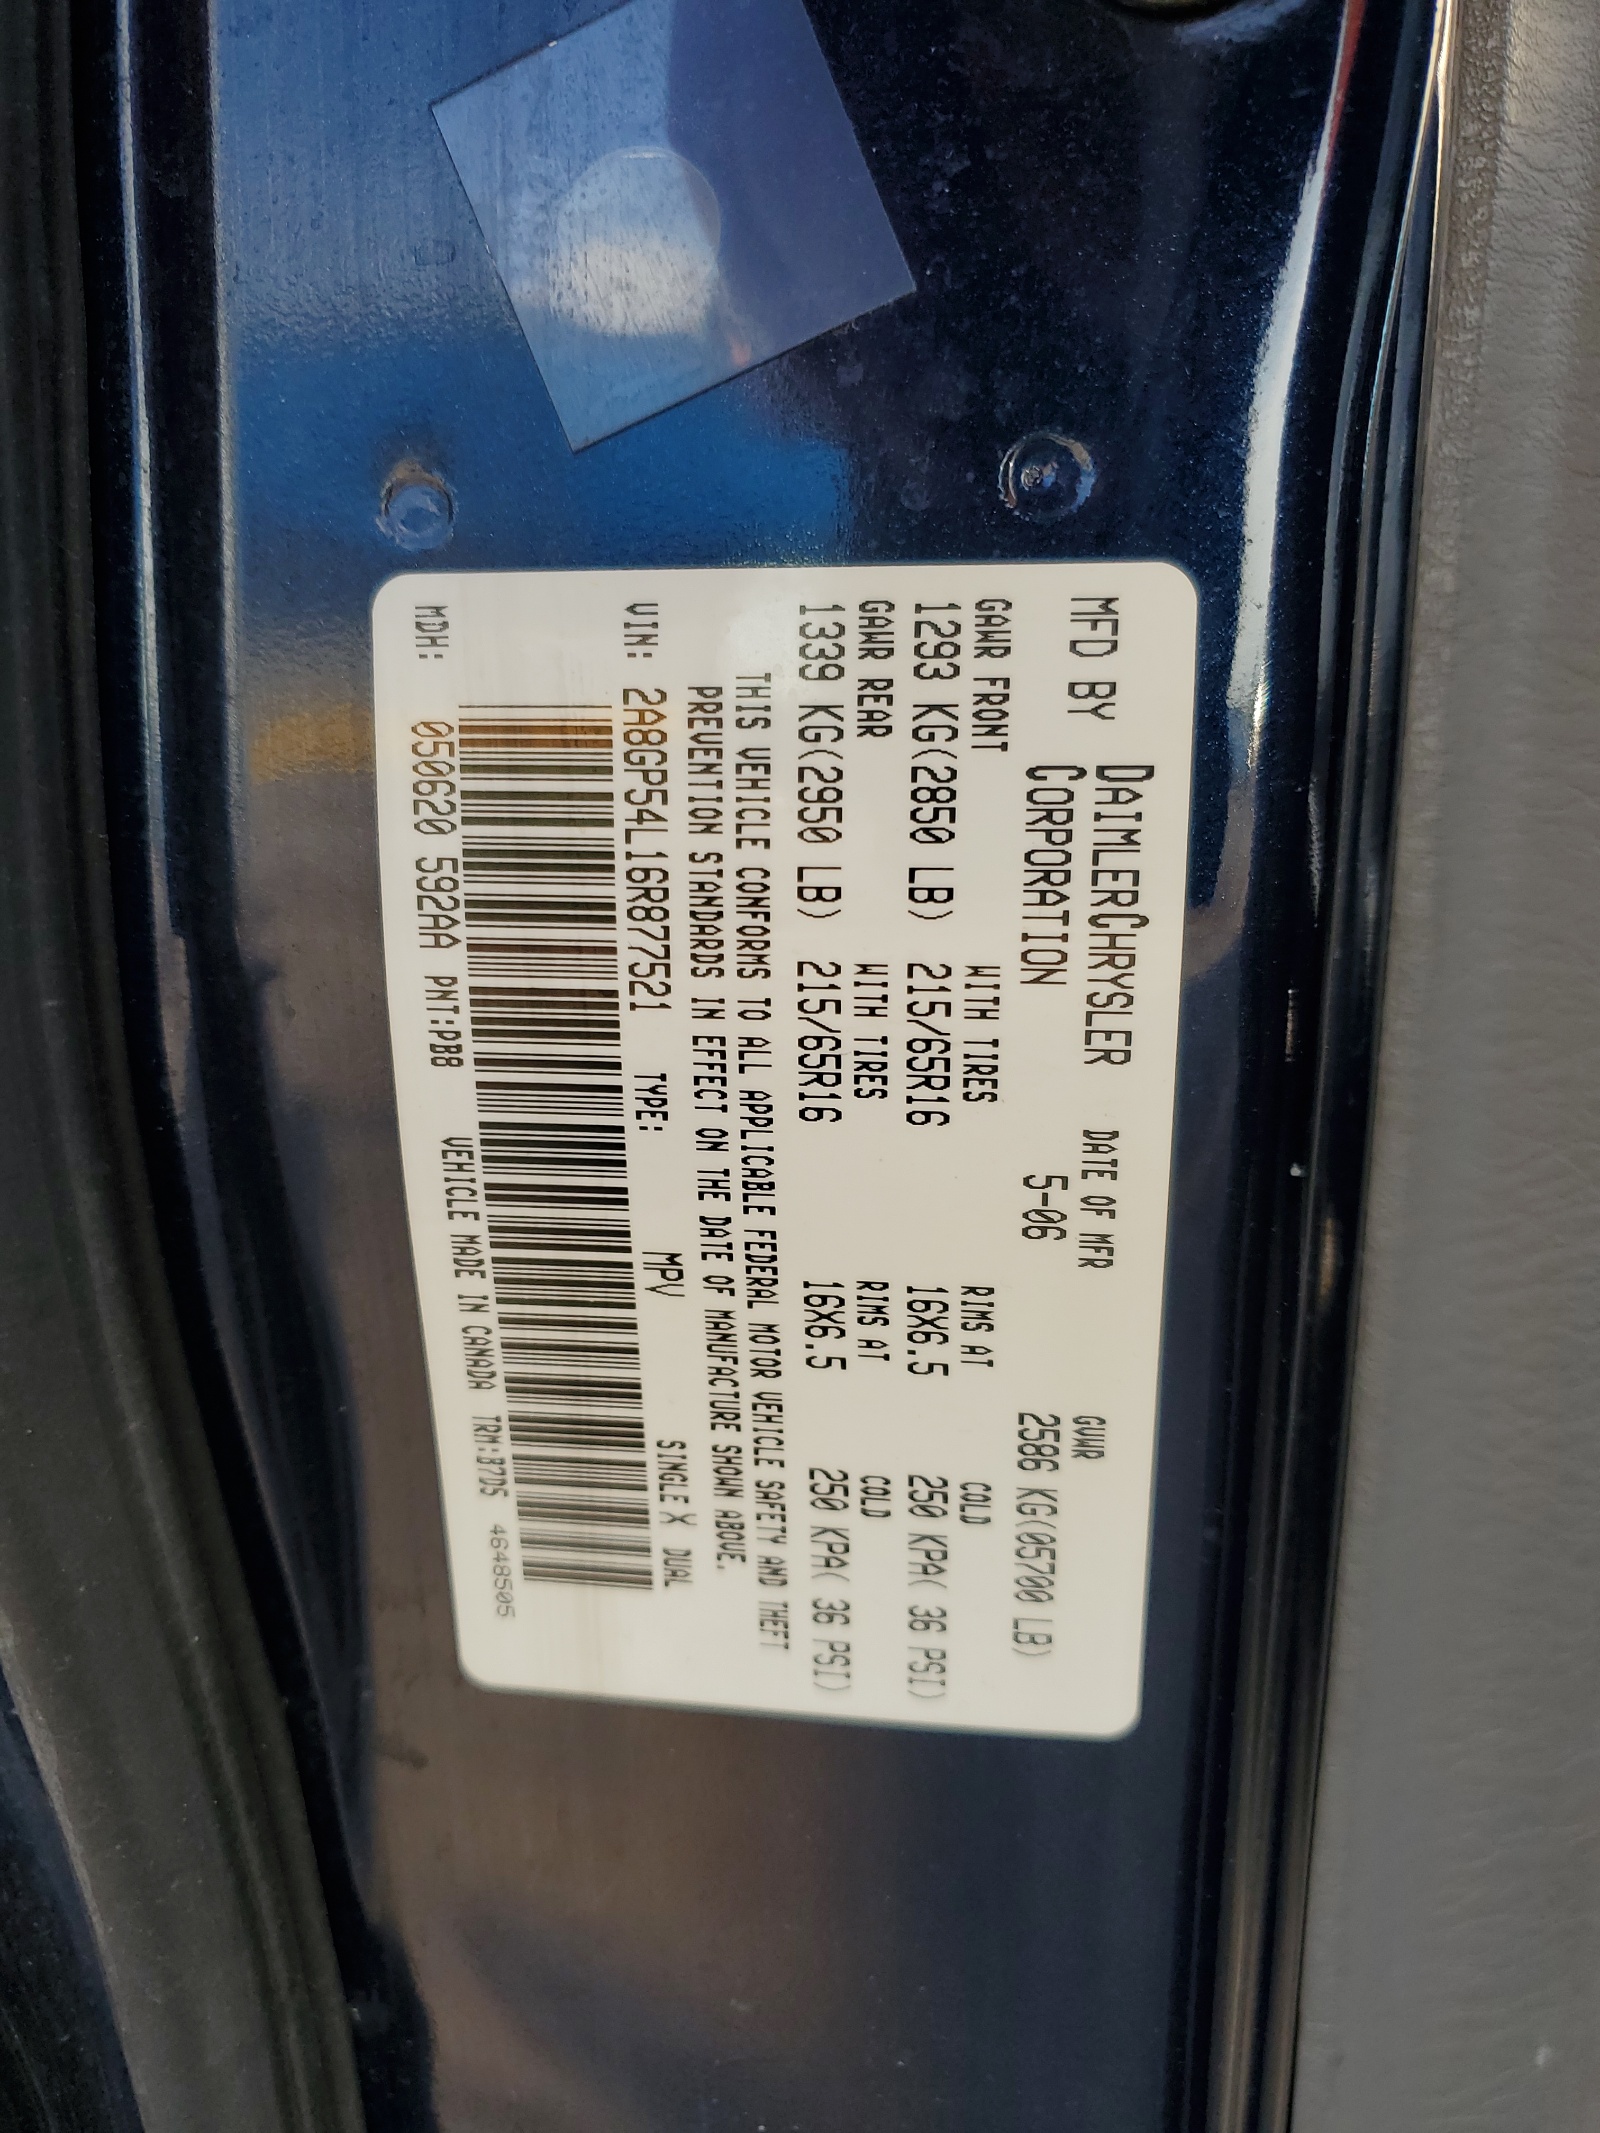 MFD BY DAIMLERCHRYSLER CORPORATION DATE OF MFR 5-06 GVWR 2586 KG(05700 LB)
GAWR FRONT WITH TIRES RIMS AT COLD
1293 KG(2850 LB) 215/65R16 16X6.5 250 KPA( 36 PSI)
GAWR REAR WITH TIRES RIMS AT COLD
1339 KG(2950 LB) 215/65R16 16X6.5 250 KPA( 36 PSI)
THIS VEHICLE CONFORMS TO ALL APPLICABLE FEDERAL MOTOR VEHICLE SAFETY AND THEFT
PREVENTION STANDARDS IN EFFECT ON THE DATE OF MANUFACTURE SHOWN ABOVE.
VIN: 2A8GP54L16R877521 TYPE: MPV SINGLE X DUAL
MDH: 050620 592AA PNT:PB8 VEHICLE MADE IN CANADA TRM:B7D5 4648505